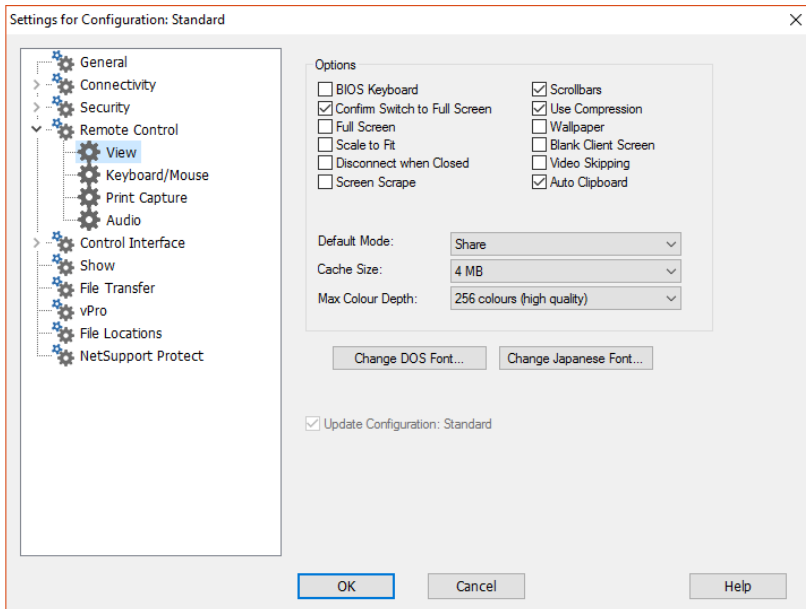 Settings for Configuration: Standard
General
Connectivity
Security
Remote Control
View
Keyboard/Mouse
Print Capture
Audio
Control Interface
Show
File Transfer
vPro
File Locations
NetSupport Protect
Options
BIOS Keyboard
Confirm Switch to Full Screen
Full Screen
Scale to Fit
Disconnect when Closed
Screen Scrape
Scrollbars
Use Compression
Wallpaper
Blank Client Screen
Video Skipping
Auto Clipboard
Default Mode: Share
Cache Size: 4 MB
Max Colour Depth: 256 colours (high quality)
Change DOS Font... Change Japanese Font...
Update Configuration: Standard
OK Cancel Help